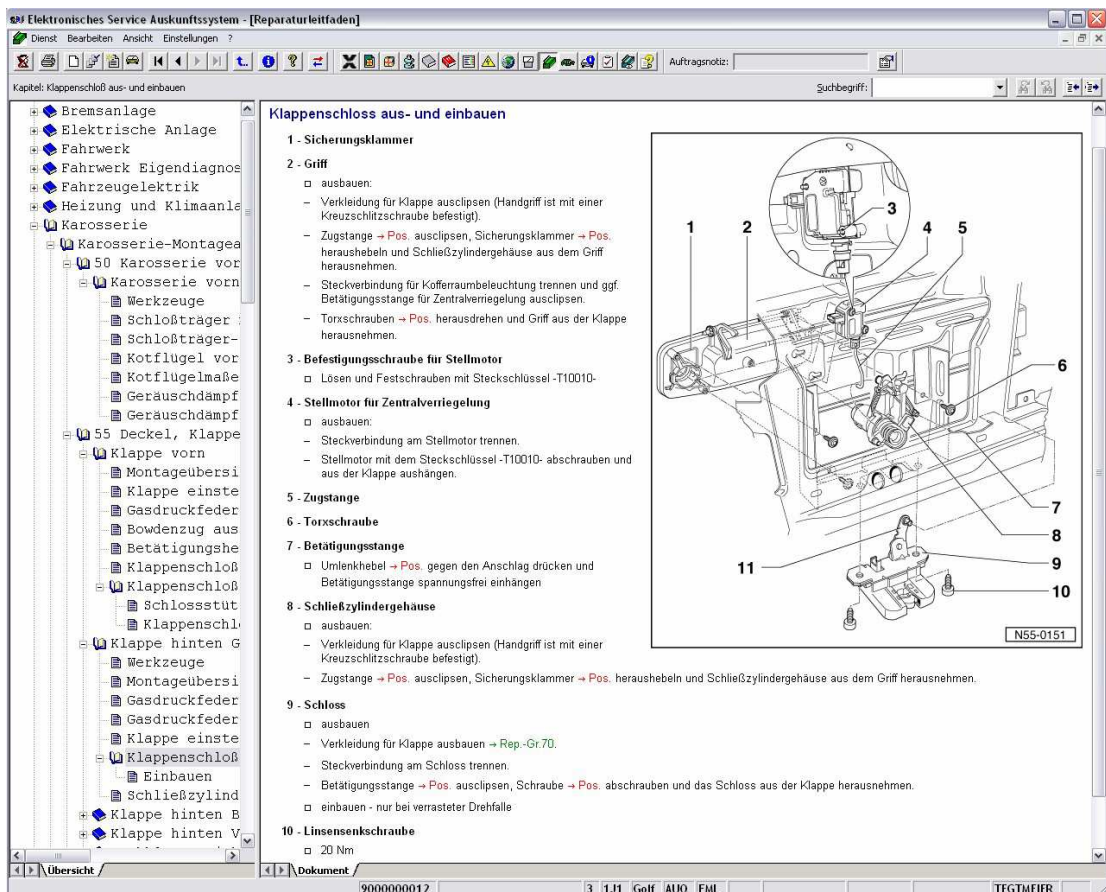 Elektronisches Service Auskunftssystem - [Reparaturleitfaden]
Dienst Bearbeiten Ansicht Einstellungen ?
Auftragsnotiz:
Kapitel: Klappenschloß aus- und einbauen
Suchbegriff:
Bremsanlage
Elektrische Anlage
Fahrwerk
Fahrwerk Eigendiagnos
Fahrzeugelektrik
Heizung und Klimaanla
Karosserie
Karosserie-Montagea
50 Karosserie vor
Karosserie vorn
Werkzeuge
Schloßträger
Schloßträger-
Kotflügel vor
Kotflügelmaße
Geräuschdämpf
Geräuschdämpf
55 Deckel, Klappe
Klappe vorn
Montageübersi
Klappe einste
Gasdruckfeder
Bowdenzug aus
Betätigungshe
Klappenschloß
Klappenschloß
Schlossstüt
Klappenschl
Klappe hinten G
Werkzeuge
Montageübersi
Gasdruckfeder
Gasdruckfeder
Klappe einste
Klappenschloß
Einbauen
Schließzylind
Klappe hinten B
Klappe hinten V
Übersicht
Klappenschloss aus- und einbauen
1 - Sicherungsklammer
2 - Griff
ausbauen:
– Verkleidung für Klappe ausclipsen (Handgriff ist mit einer
Kreuzschlitzschraube befestigt).
– Zugstange → Pos. ausclipsen, Sicherungsklammer → Pos.
heraushebeln und Schließzylindergehäuse aus dem Griff
herausnehmen.
– Steckverbindung für Kofferraumbeleuchtung trennen und ggf.
Betätigungsstange für Zentralverriegelung ausclipsen.
– Torxschrauben → Pos. herausdrehen und Griff aus der Klappe
herausnehmen.
3 - Befestigungsschraube für Stellmotor
Lösen und Festschrauben mit Steckschlüssel -T10010-
4 - Stellmotor für Zentralverriegelung
ausbauen:
– Steckverbindung am Stellmotor trennen.
– Stellmotor mit dem Steckschlüssel -T10010- abschrauben und
aus der Klappe aushängen.
5 - Zugstange
6 - Torxschraube
7 - Betätigungsstange
Umlenkhebel → Pos. gegen den Anschlag drücken und
Betätigungsstange spannungsfrei einhängen
8 - Schließzylindergehäuse
ausbauen:
– Verkleidung für Klappe ausclipsen (Handgriff ist mit einer
Kreuzschlitzschraube befestigt).
– Zugstange → Pos. ausclipsen, Sicherungsklammer → Pos. heraushebeln und Schließzylindergehäuse aus dem Griff herausnehmen.
9 - Schloss
ausbauen
– Verkleidung für Klappe ausbauen → Rep.-Gr.70.
– Steckverbindung am Schloss trennen.
– Betätigungsstange → Pos. ausclipsen, Schraube → Pos. abschrauben und das Schloss aus der Klappe herausnehmen.
einbauen - nur bei verrasteter Drehfalle
10 - Linsensenkschraube
20 Nm
1
2
3
4
5
6
7
8
9
10
11
N55-0151
Dokument
9000000012 3 1J1 Golf AUQ FML TEGTMEIER